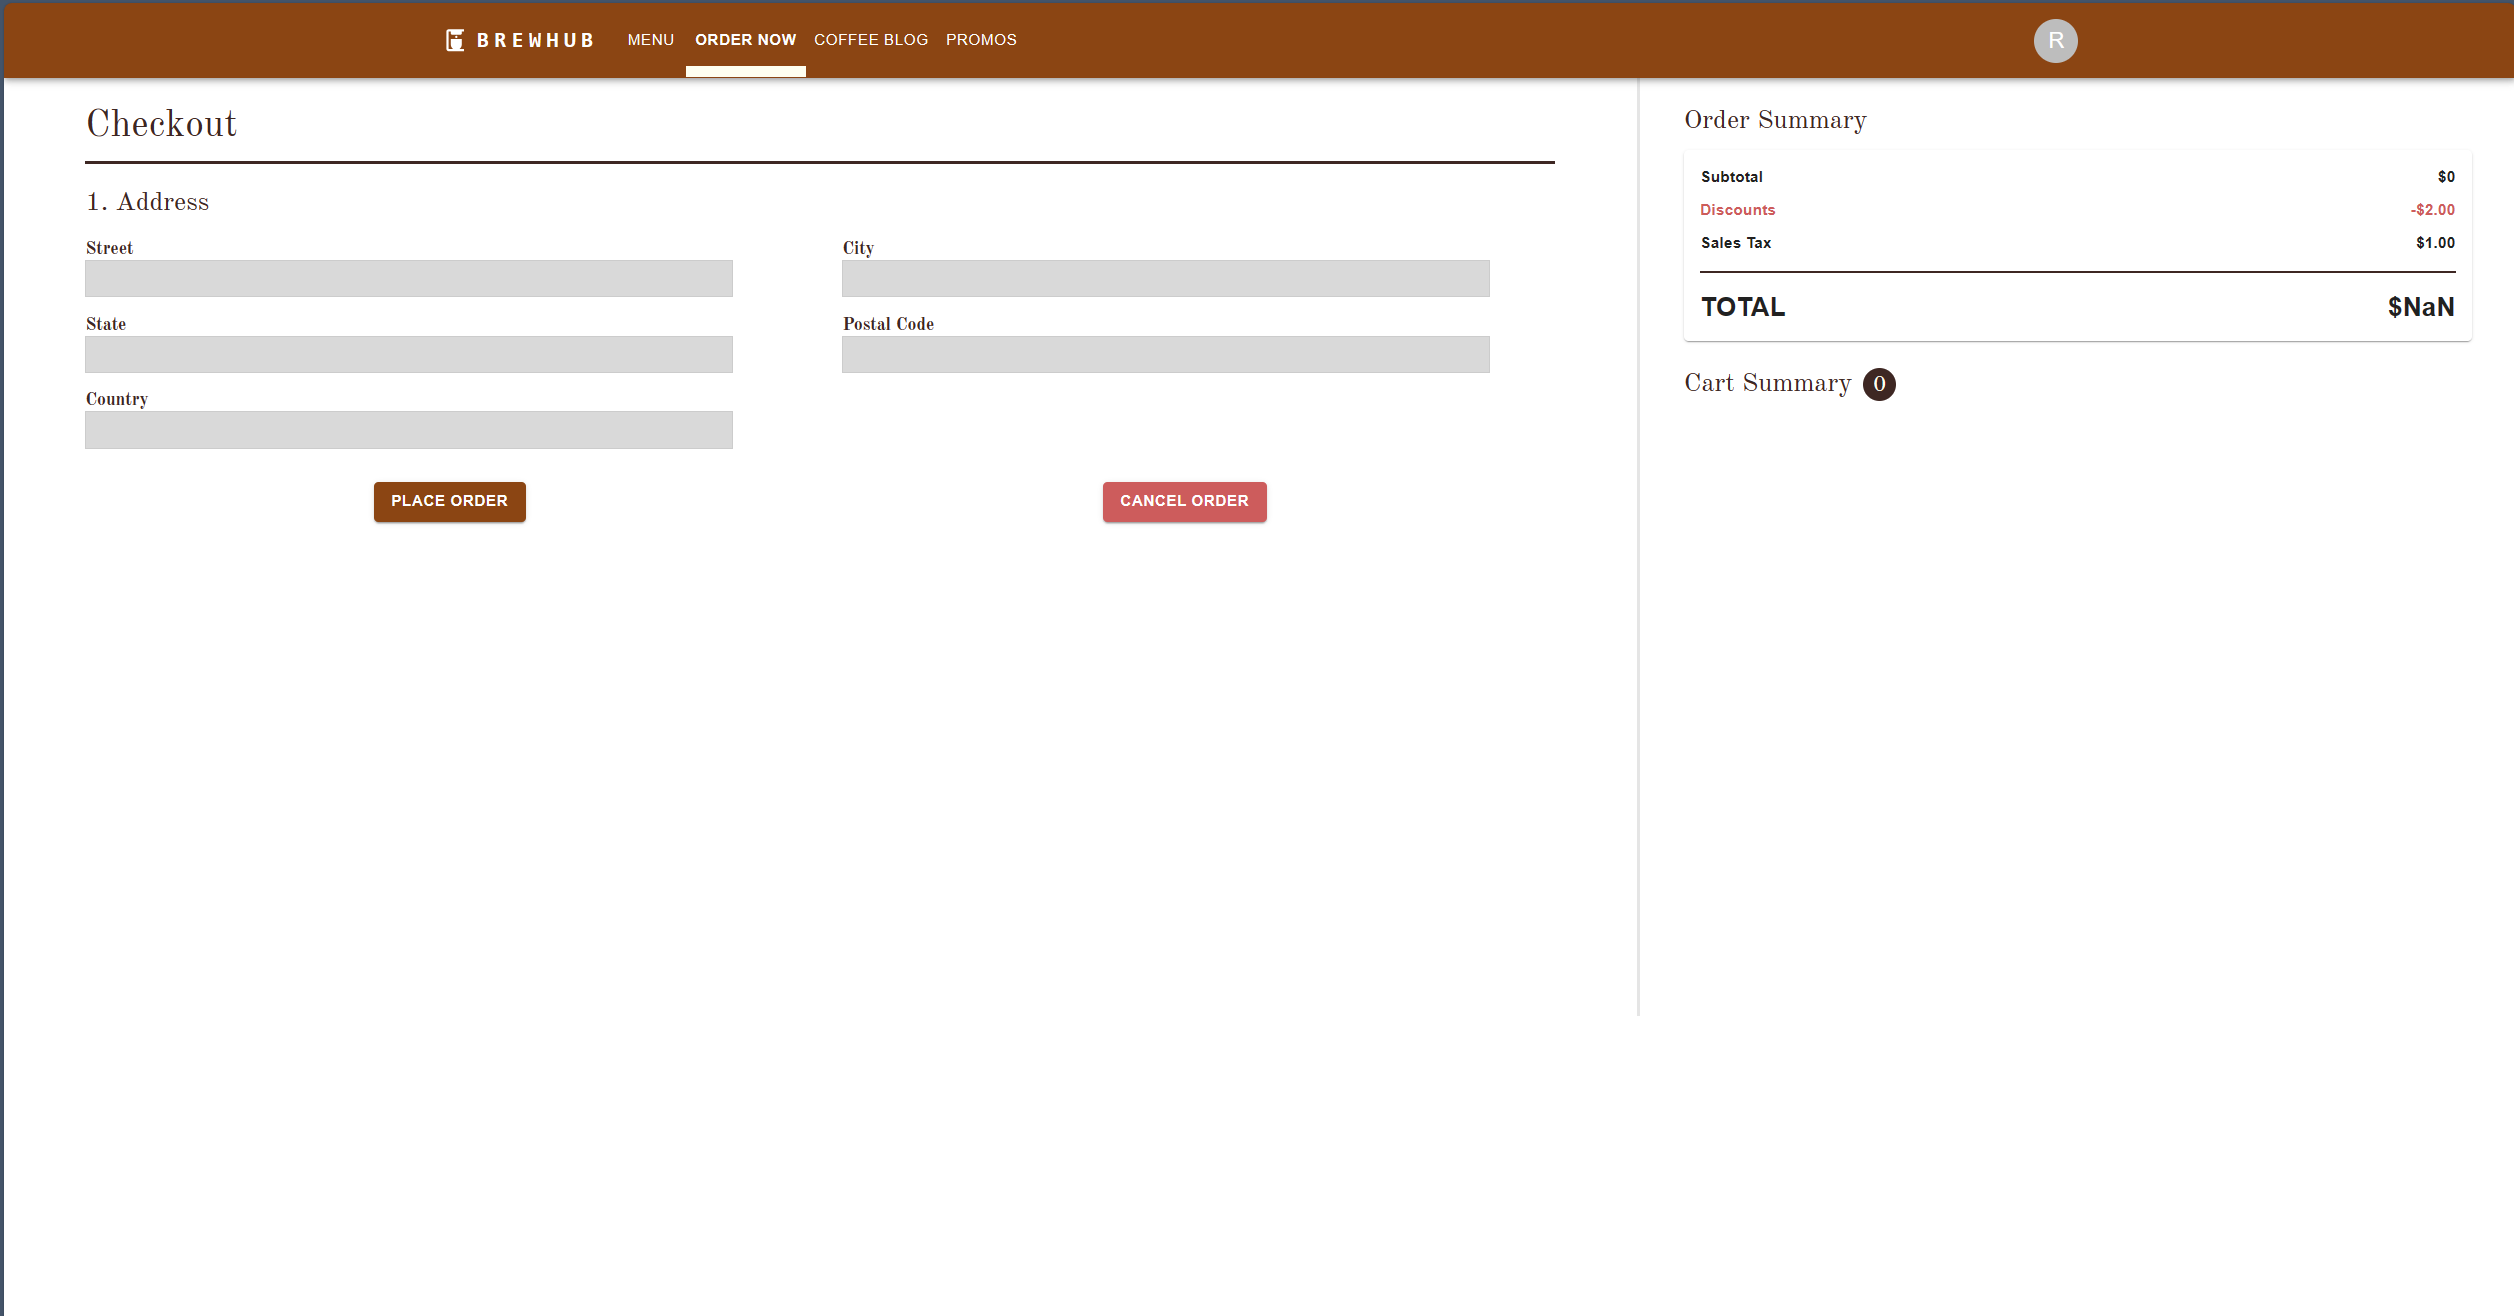 BREWHUB MENU ORDER NOW COFFEE BLOG PROMOS R
Checkout
1. Address
Street City
State Postal Code
Country
PLACE ORDER CANCEL ORDER
Order Summary
Subtotal $0
Discounts -$2.00
Sales Tax $1.00
TOTAL $NaN
Cart Summary 0